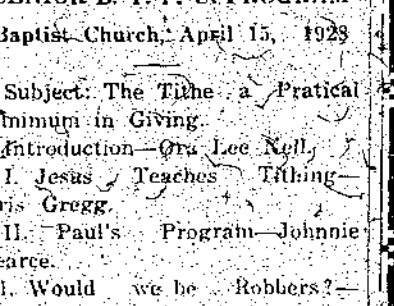 Baptist Church, April 15, 1928
Subject: The Tithe a Pratical
inimum in Giving.
Introduction—Ora Lee Nell.
I. Jesus Teaches Tithing—
ris Gregg.
II. Paul's Program—Johnnie
earce.
I. Would we be Robbers?—